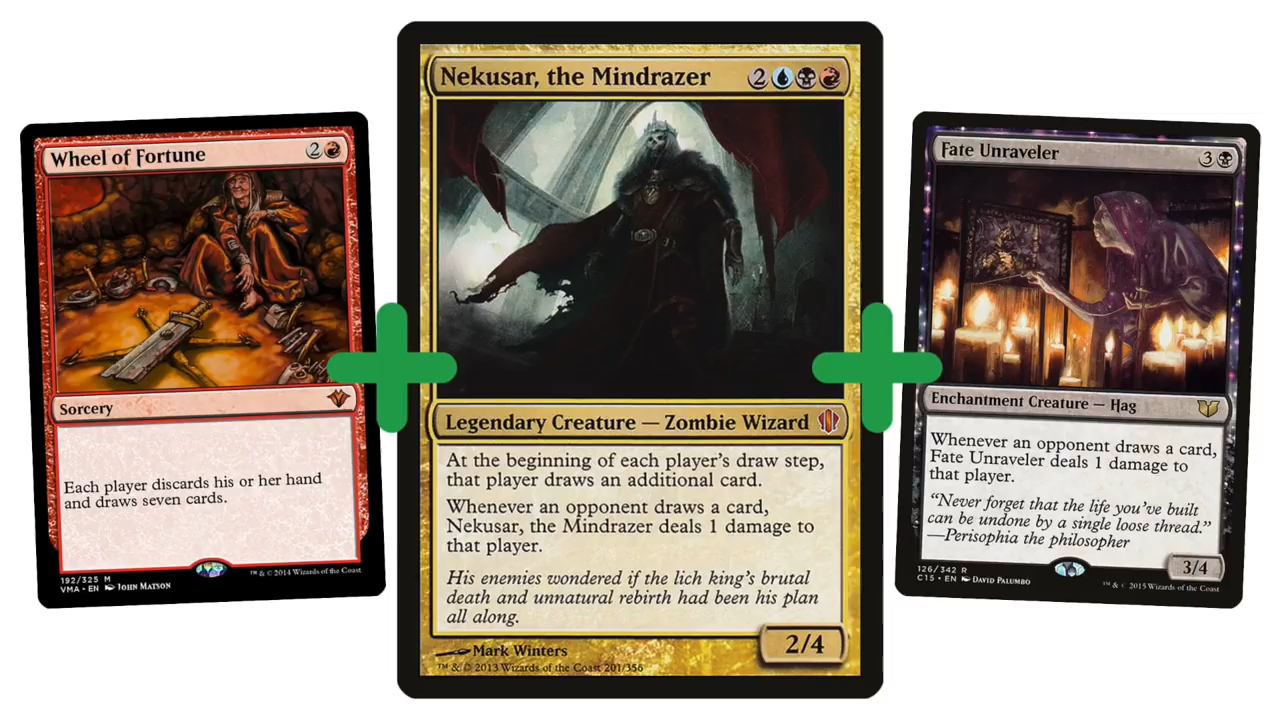 Wheel of Fortune 2
Sorcery
Each player discards his or her hand
and draws seven cards.
192/325 M
VMA • EN John Matson
™ & © 2014 Wizards of the Coast
Nekusar, the Mindrazer 2
Legendary Creature — Zombie Wizard
At the beginning of each player's draw step,
that player draws an additional card.
Whenever an opponent draws a card,
Nekusar, the Mindrazer deals 1 damage to
that player.
His enemies wondered if the lich king's brutal
death and unnatural rebirth had been his plan
all along.
2/4
Mark Winters
™ & © 2013 Wizards of the Coast 201/356
Fate Unraveler 3
Enchantment Creature — Hag
Whenever an opponent draws a card,
Fate Unraveler deals 1 damage to
that player.
"Never forget that the life you've built
can be undone by a single loose thread."
—Perisophia the philosopher
3/4
126/342 R
C15 • EN David Palumbo
™ & © 2015 Wizards of the Coast